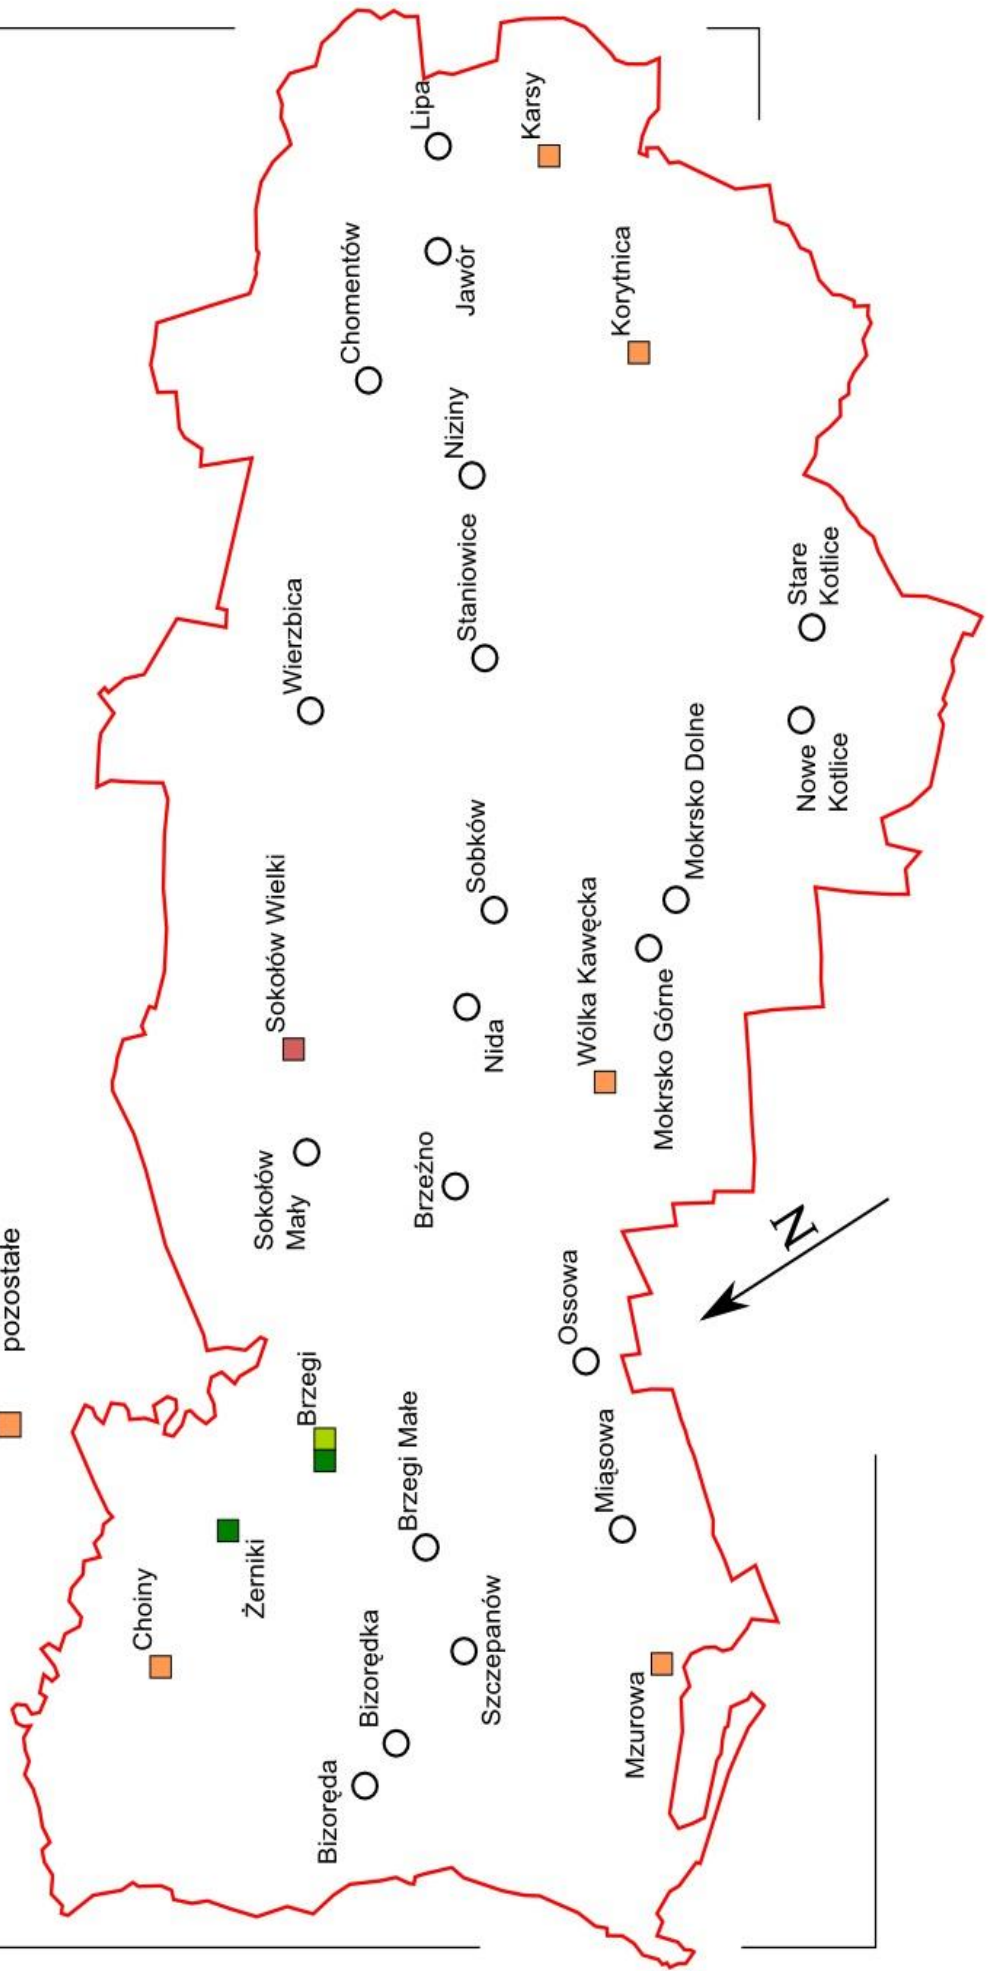 pozostałe
Choiny
Żerniki
Brzegi
Bizoręda
Bizorędka
Brzegi Małe
Szczepanów
Mzurowa
Miąsowa
Ossowa
Sokołów
Mały
Sokołów Wielki
Brzeźno
Nida
Sobków
Wólka Kawęcka
Mokrsko Górne
Mokrsko Dolne
Wierzbica
Staniowice
Niziny
Chomentów
Jawór
Lipa
Karsy
Korytnica
Stare
Kotlice
Nowe
Kotlice
N